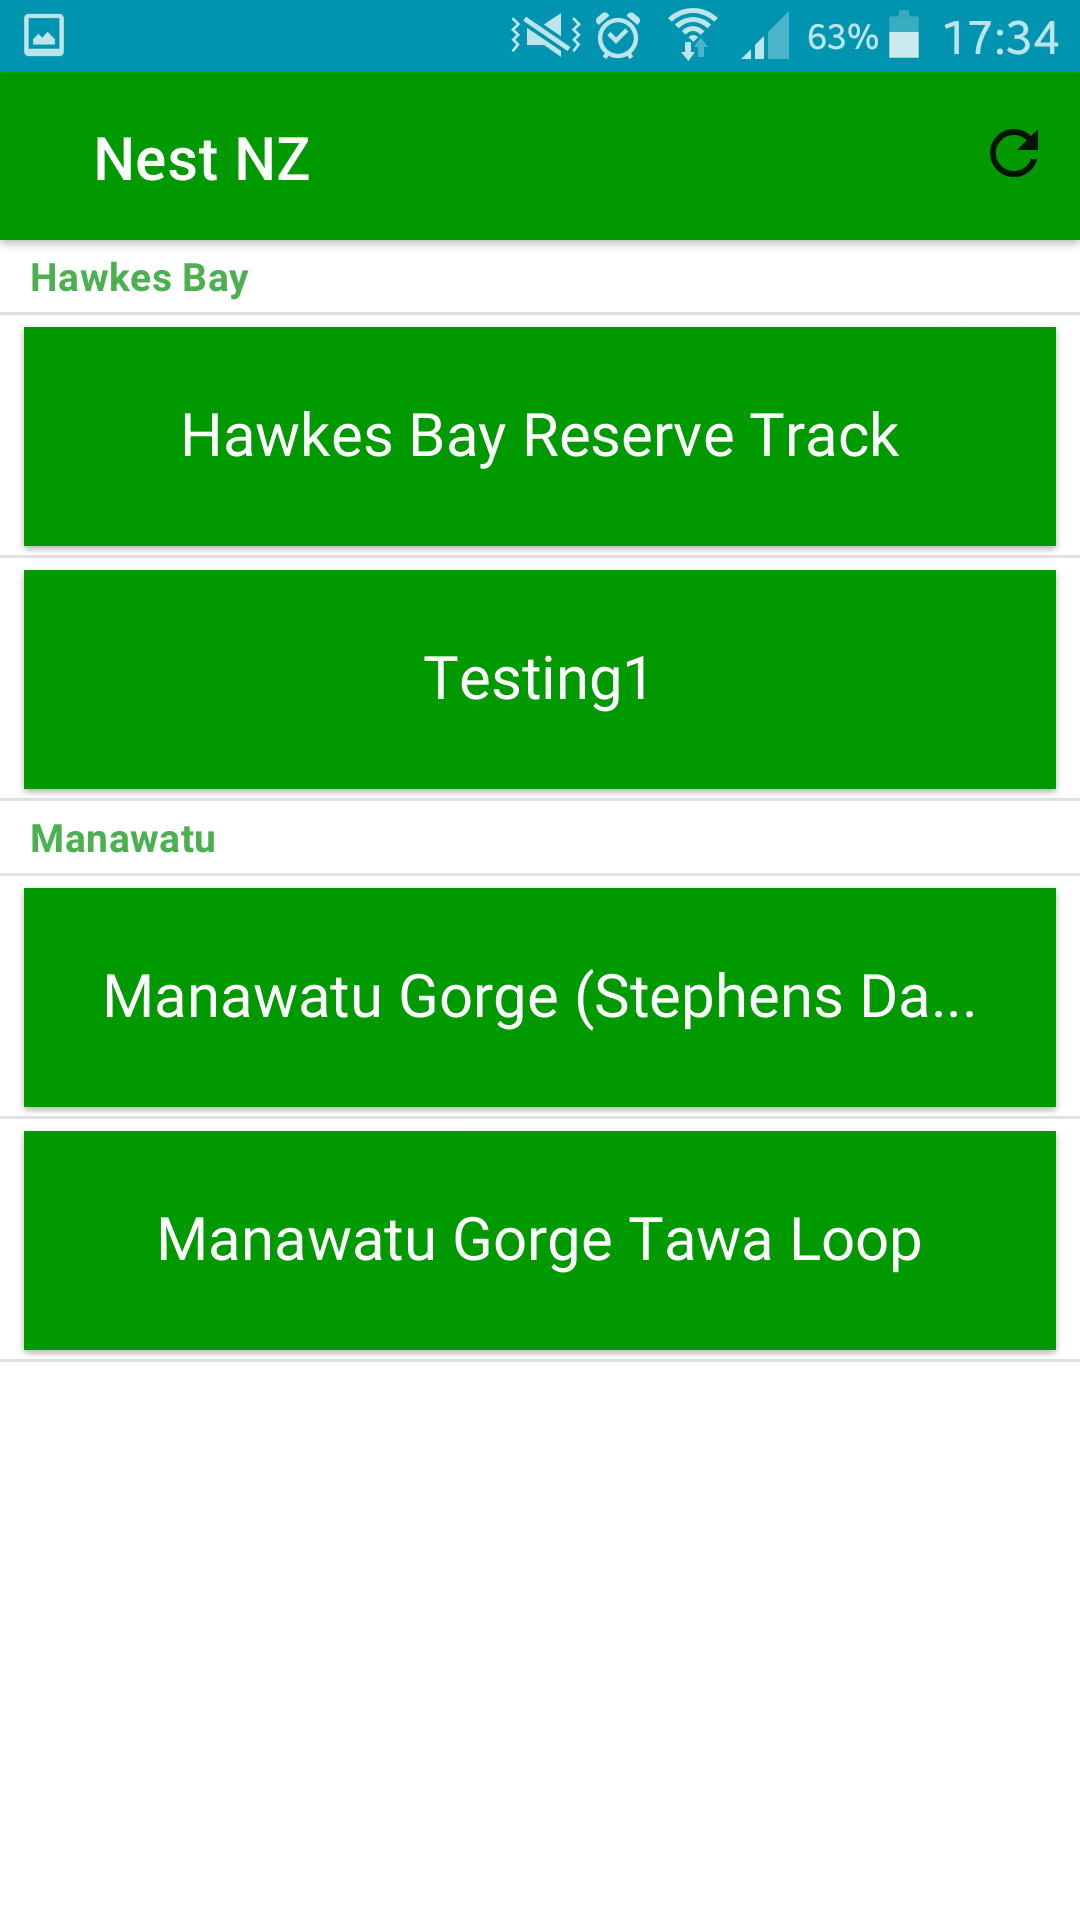 63% 17:34
Nest NZ
Hawkes Bay
Hawkes Bay Reserve Track
Testing1
Manawatu
Manawatu Gorge (Stephens Da...
Manawatu Gorge Tawa Loop